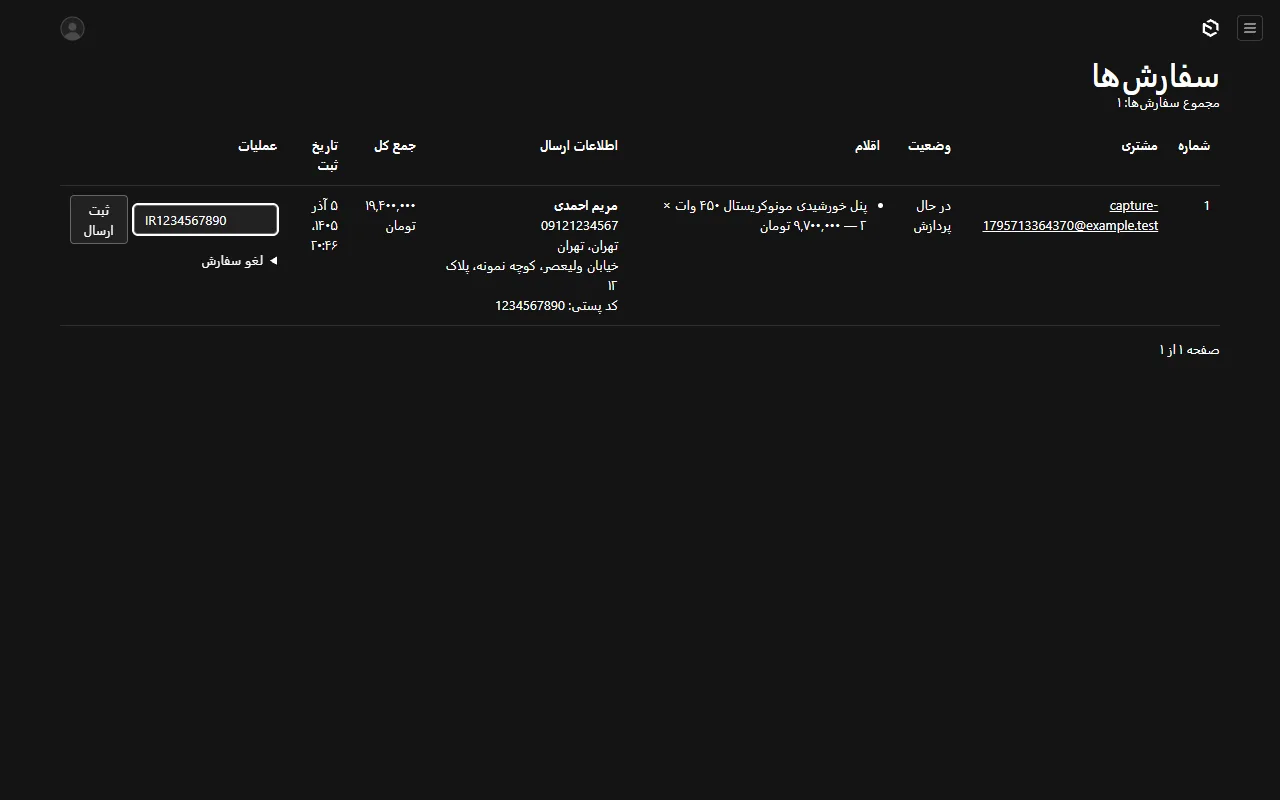 سفارش‌ها
مجموع سفارش‌ها: ۱
شماره
مشتری
وضعیت
اقلام
اطلاعات ارسال
جمع کل
تاریخ
ثبت
عملیات
1
capture-
1795713364370@example.test
در حال
پردازش
پنل خورشیدی مونوکریستال ۴۵۰ وات ×
۲ — ۹,۷۰۰,۰۰۰ تومان
مریم احمدی
09121234567
تهران، تهران
خیابان ولیعصر، کوچه نمونه، پلاک
۱۲
کد پستی: 1234567890
۱۹,۴۰۰,۰۰۰
تومان
۵ آذر
۱۴۰۵،
۲۰:۴۶
IR1234567890
ثبت
ارسال
لغو سفارش
صفحه ۱ از ۱